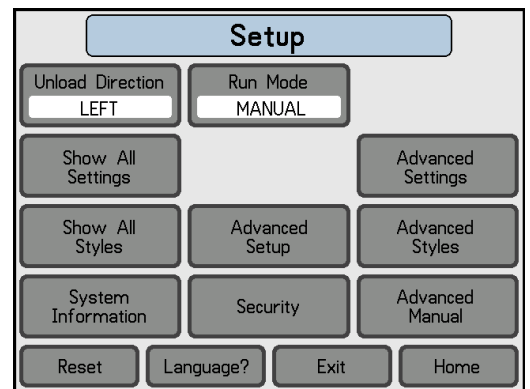 Setup
Unload Direction
LEFT
Run Mode
MANUAL
Show All
Settings
Advanced
Settings
Show All
Styles
Advanced
Setup
Advanced
Styles
System
Information
Security
Advanced
Manual
Reset
Language?
Exit
Home